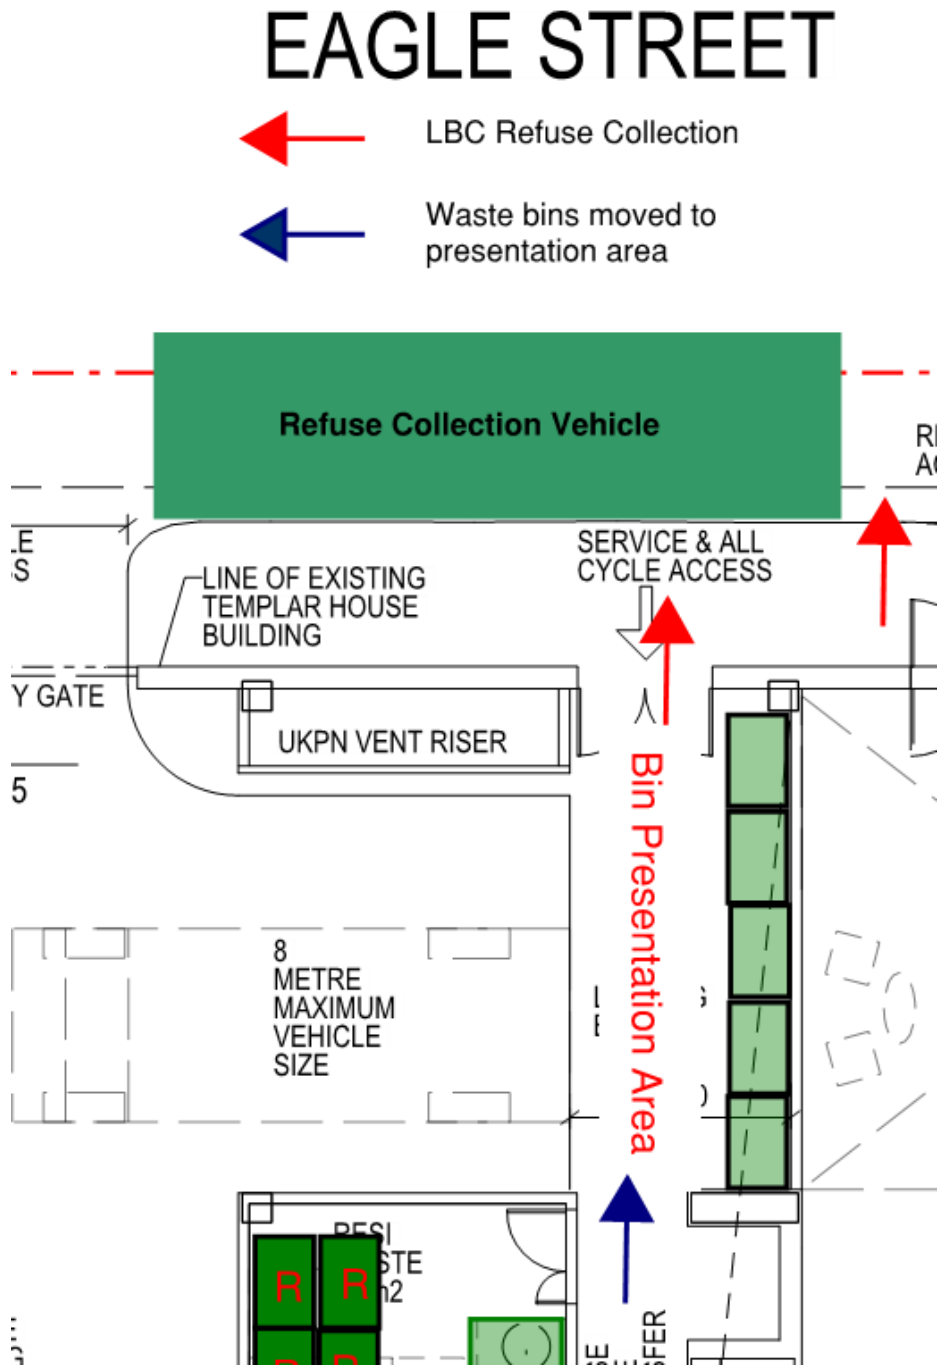 EAGLE STREET
LBC Refuse Collection
Waste bins moved to
presentation area
Refuse Collection Vehicle
SERVICE & ALL
CYCLE ACCESS
LINE OF EXISTING
TEMPLAR HOUSE
BUILDING
Y GATE
UKPN VENT RISER
5
Bin Presentation Area
8
METRE
MAXIMUM
VEHICLE
SIZE
RESI
R
R